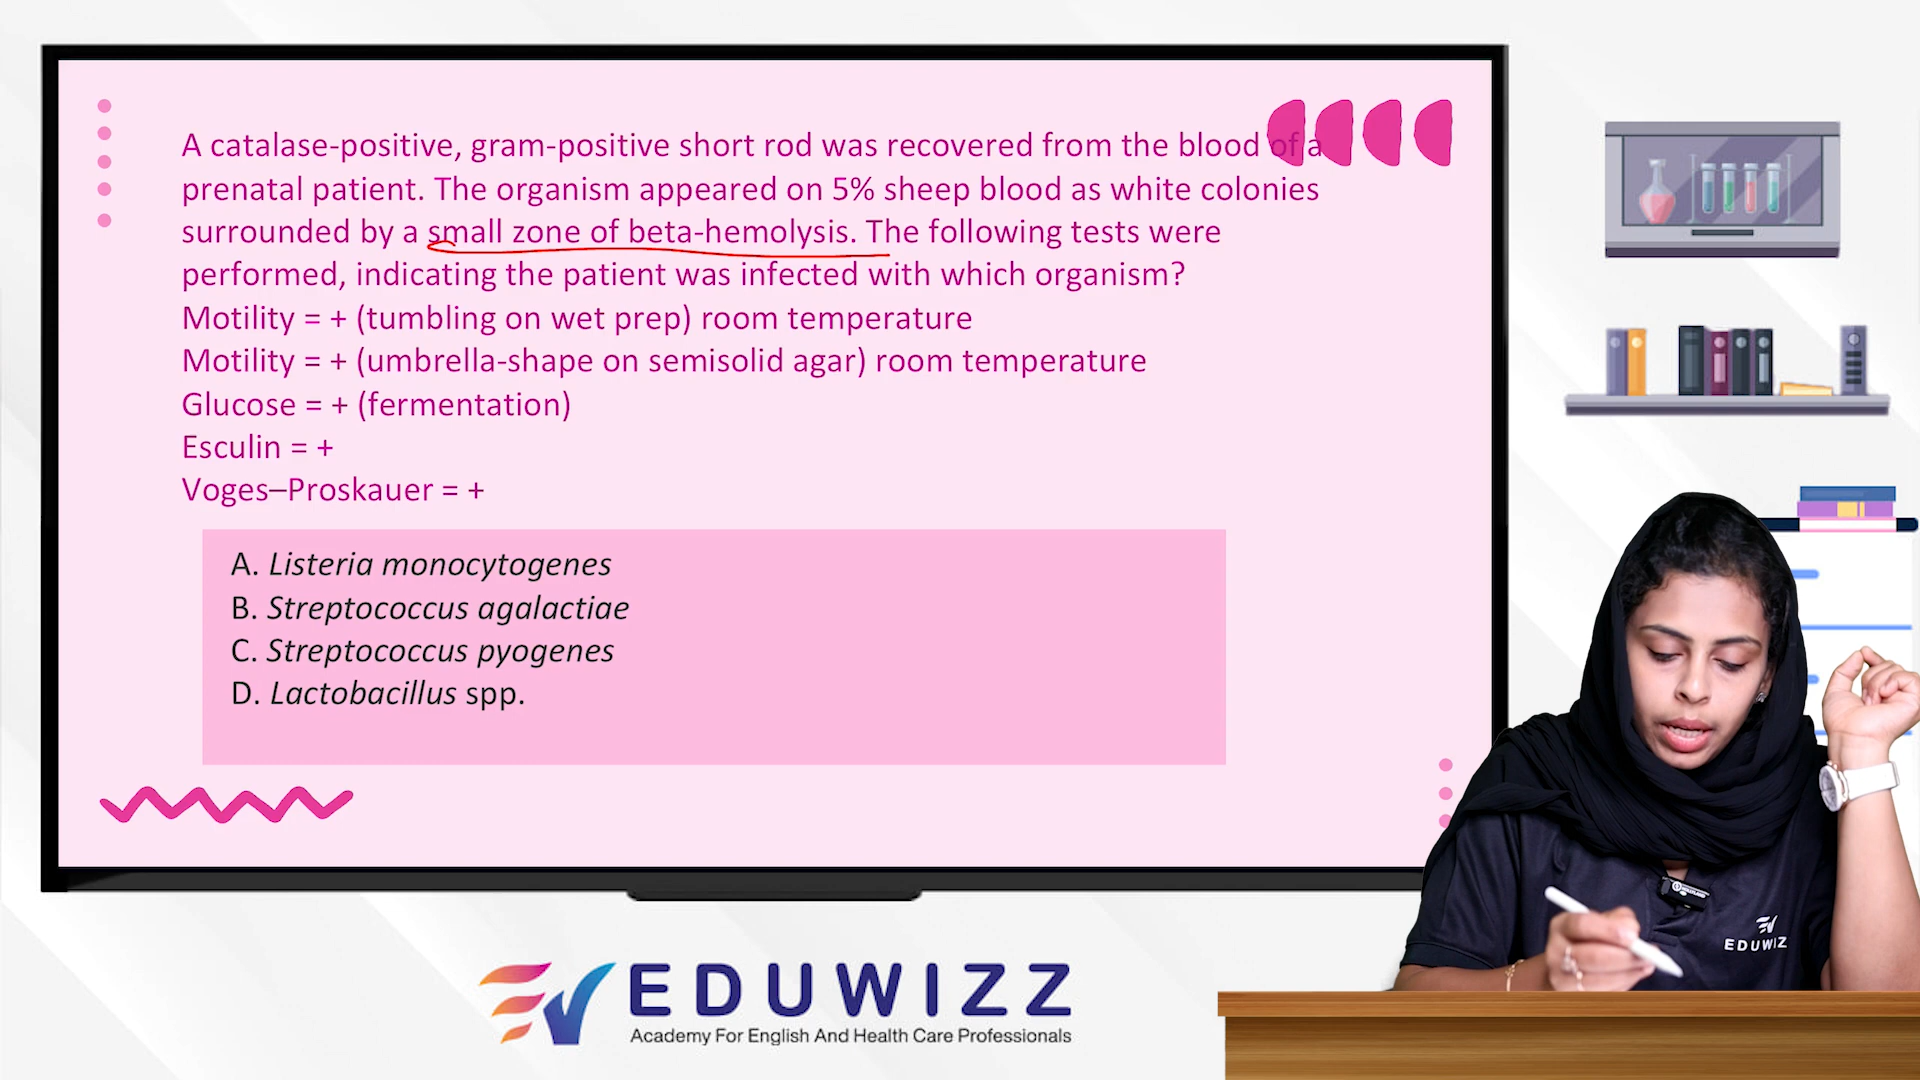 A catalase-positive, gram-positive short rod was recovered from the blood of a
prenatal patient. The organism appeared on 5% sheep blood as white colonies
surrounded by a small zone of beta-hemolysis. The following tests were
performed, indicating the patient was infected with which organism?
Motility = + (tumbling on wet prep) room temperature
Motility = + (umbrella-shape on semisolid agar) room temperature
Glucose = + (fermentation)
Esculin = +
Voges–Proskauer = +
A. Listeria monocytogenes
B. Streptococcus agalactiae
C. Streptococcus pyogenes
D. Lactobacillus spp.
EDUWIZZ
EDUWIZZ
Academy For English And Health Care Professionals